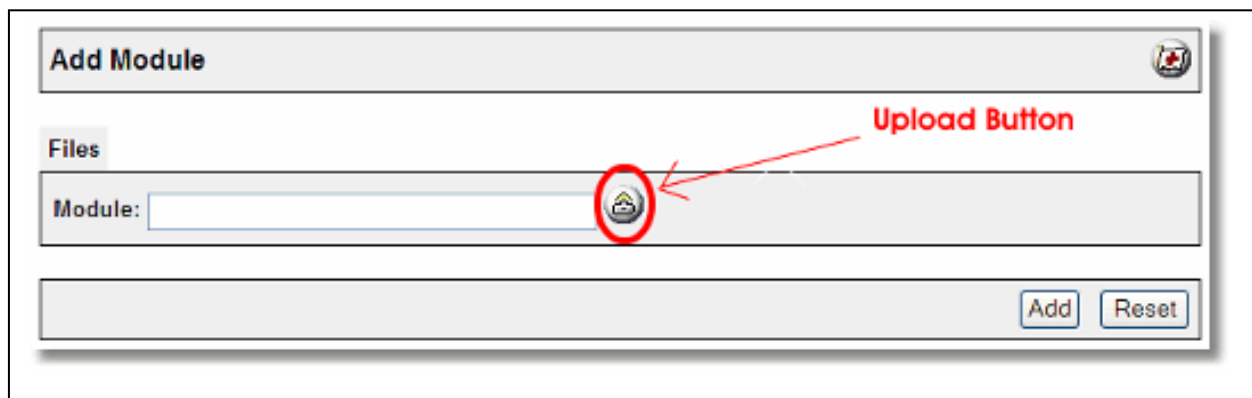 Add Module
Upload Button
Files
Module:
Add Reset